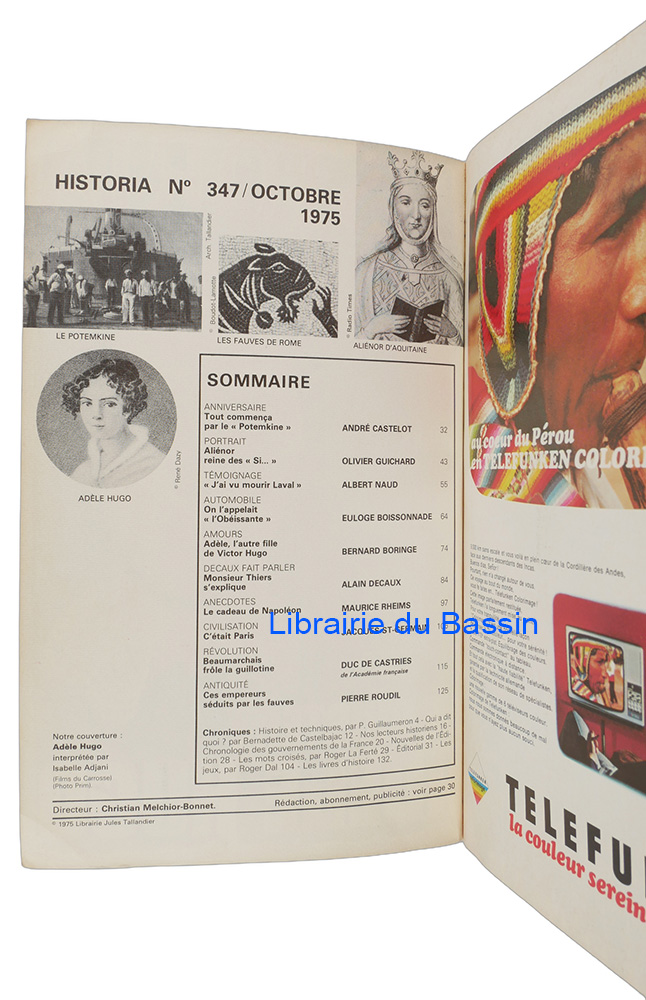 HISTORIA Nº 347/OCTOBRE
1975
© Boudot-Lamotte
Arch. Tallandier
© Radio Times
LE POTEMKINE
LES FAUVES DE ROME
ALIÉNOR D'AQUITAINE
© René Dazy
ADÈLE HUGO
SOMMAIRE
ANNIVERSAIRE
Tout commença
par le « Potemkine » ANDRÉ CASTELOT 32
PORTRAIT
Aliénor
reine des « Si... » OLIVIER GUICHARD 43
TÉMOIGNAGE
« J'ai vu mourir Laval » ALBERT NAUD 55
AUTOMOBILE
On l'appelait
« l'Obéissante » EULOGE BOISSONNADE 64
AMOURS
Adèle, l'autre fille
de Victor Hugo BERNARD BORINGE 74
DECAUX FAIT PARLER
Monsieur Thiers
s'explique ALAIN DECAUX 84
ANECDOTES
Le cadeau de Napoléon MAURICE RHEIMS 97
CIVILISATION
C'était Paris JACQUES ST-GERMAIN
Librairie du Bassin
RÉVOLUTION
Beaumarchais
frôle la guillotine DUC DE CASTRIES 115
de l'Académie française
ANTIQUITÉ
Ces empereurs
séduits par les fauves PIERRE ROUDIL 125
Chroniques : Histoire et techniques, par P. Guillaumeron 4 - Qui a dit
quoi ? par Bernadette de Castelbajac 12 - Nos lecteurs historiens 16 -
Chronologie des gouvernements de la France 20 - Nouvelles de l'Édi-
tion 28 - Les mots croisés, par Roger La Ferté 29 - Éditorial 31 - Les
jeux, par Roger Dal 104 - Les livres d'histoire 132.
Notre couverture :
Adèle Hugo
interprétée par
Isabelle Adjani
(Films du Carrosse)
(Photo Prim)
Directeur : Christian Melchior-Bonnet.
Rédaction, abonnement, publicité : voir page 30
© 1975 Librairie Jules Tallandier
au coeur du Pérou
en TELEFUNKEN COLOR
TELEFU
la couleur serein